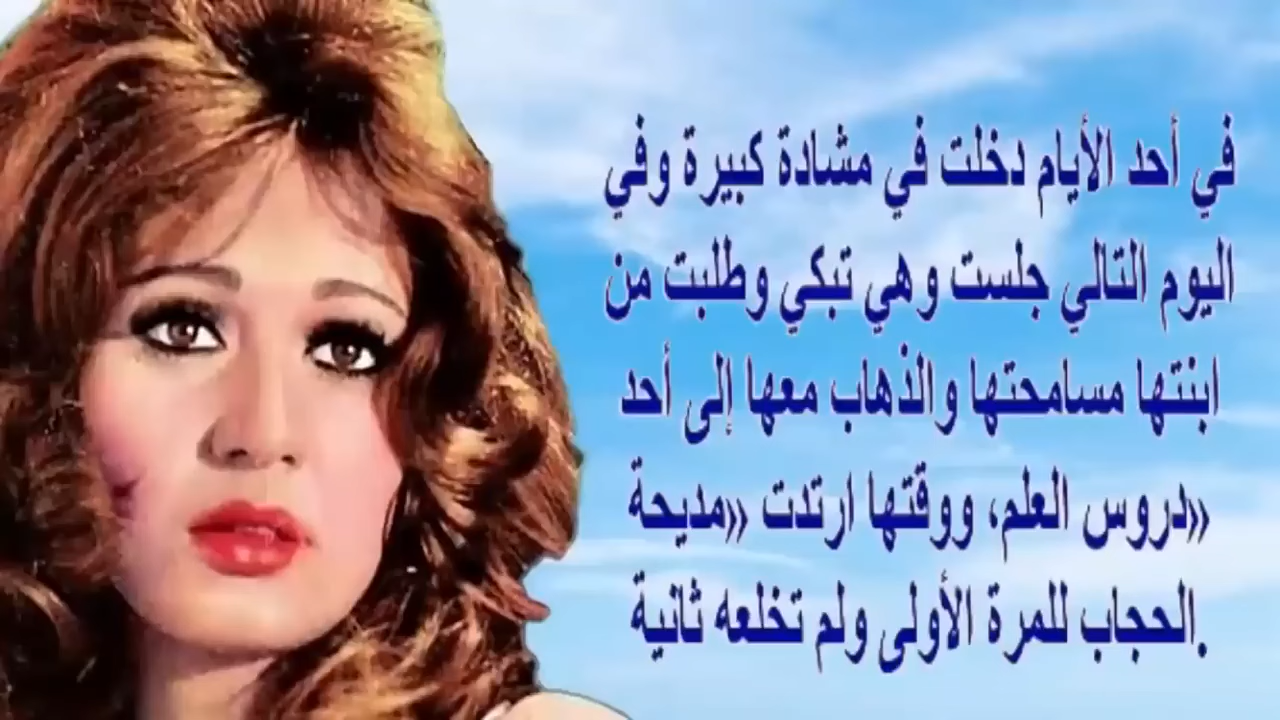 في أحد الأيام دخلت في مشادة كبيرة وفي
اليوم التالي جلست وهي تبكي وطلبت من
ابنتها مسامحتها والذهاب معها إلى أحد
«دروس العلم، ووقتها ارتدت «مديحة
.الحجاب للمرة الأولى ولم تخلعه ثانية